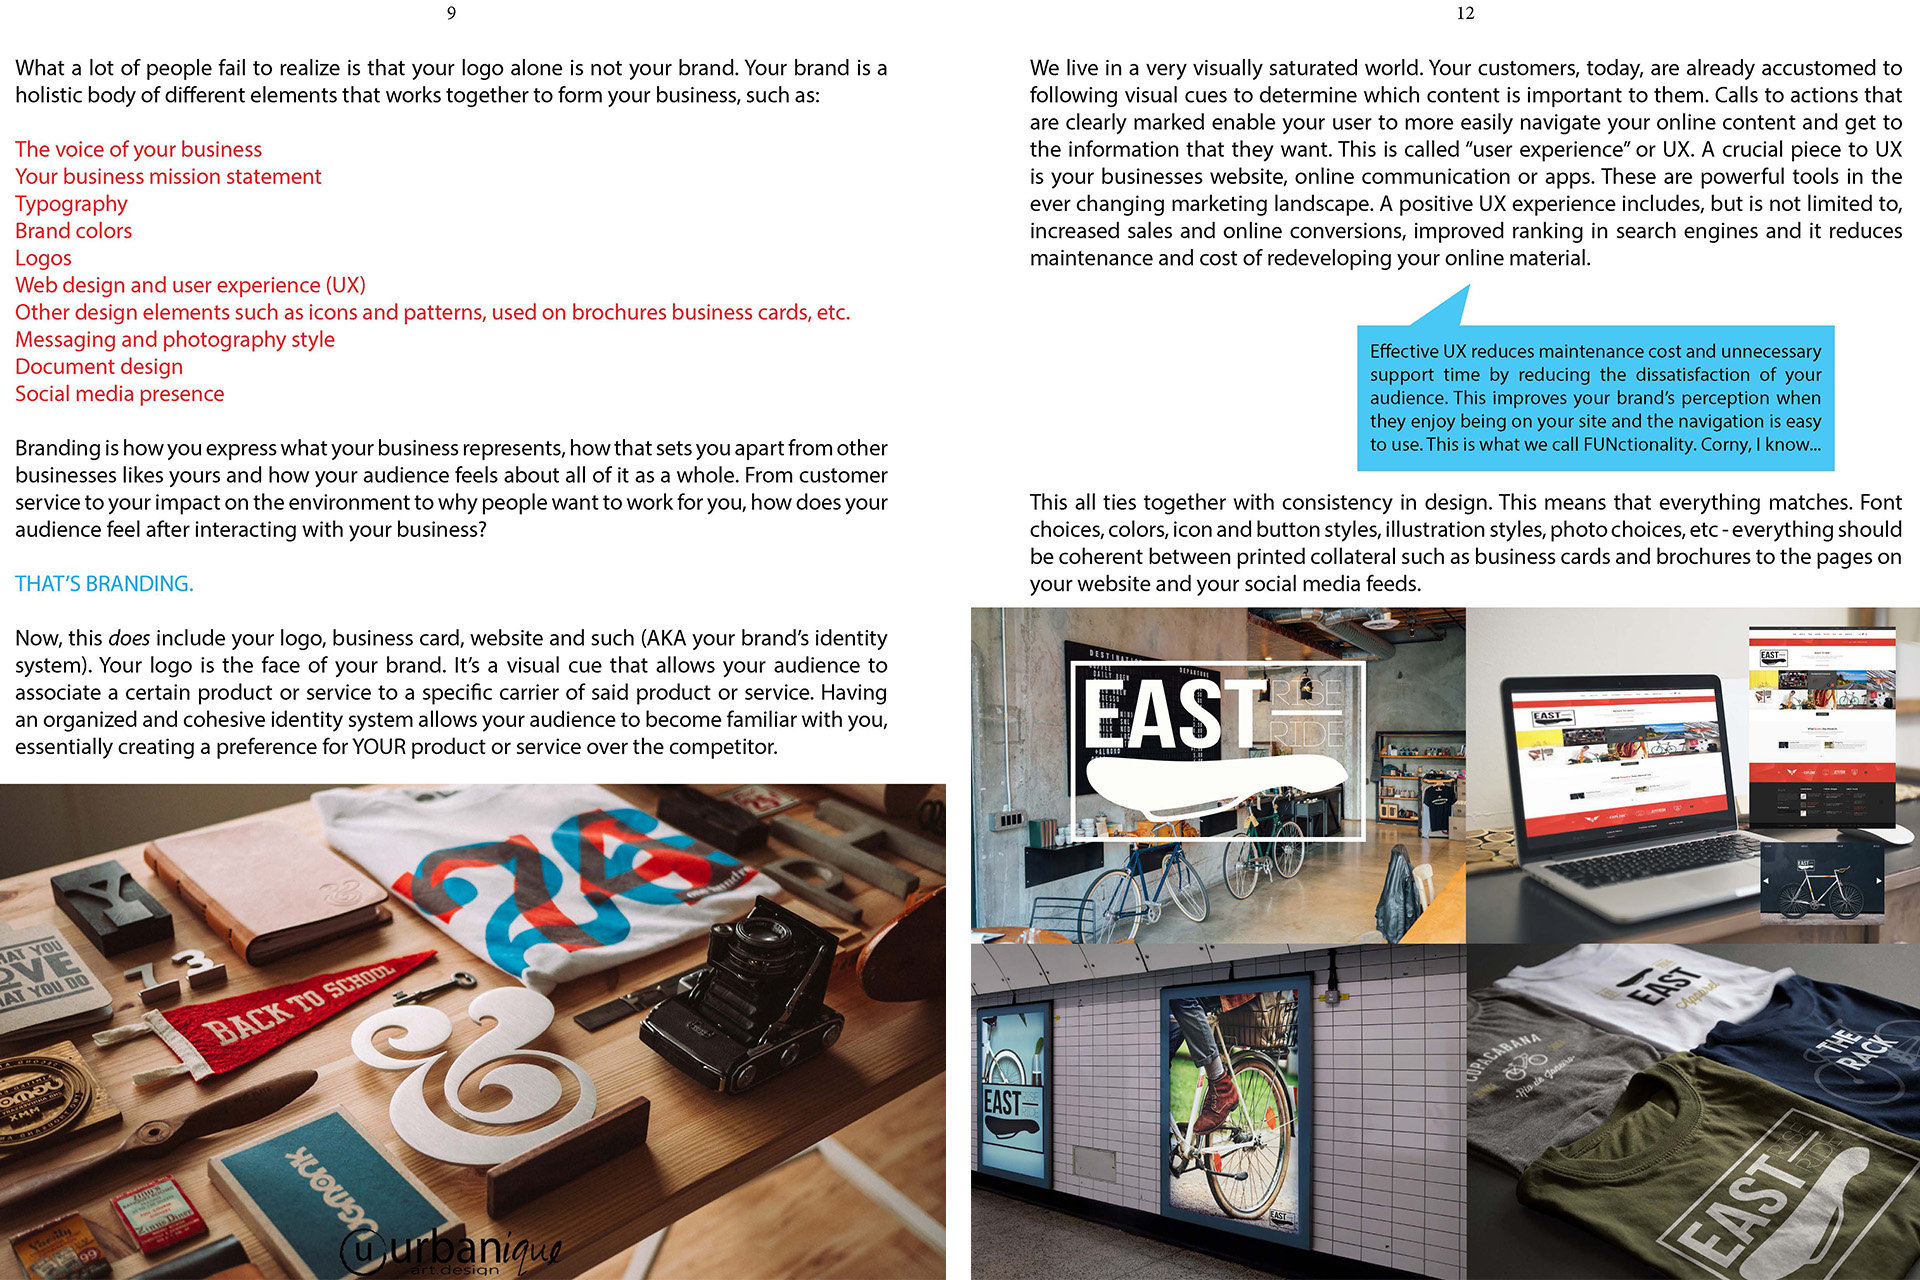 9
What a lot of people fail to realize is that your logo alone is not your brand. Your brand is a
holistic body of different elements that works together to form your business, such as:
The voice of your business
Your business mission statement
Typography
Brand colors
Logos
Web design and user experience (UX)
Other design elements such as icons and patterns, used on brochures business cards, etc.
Messaging and photography style
Document design
Social media presence
Branding is how you express what your business represents, how that sets you apart from other
businesses likes yours and how your audience feels about all of it as a whole. From customer
service to your impact on the environment to why people want to work for you, how does your
audience feel after interacting with your business?
THAT'S BRANDING.
Now, this does include your logo, business card, website and such (AKA your brand's identity
system). Your logo is the face of your brand. It's a visual cue that allows your audience to
associate a certain product or service to a specific carrier of said product or service. Having
an organized and cohesive identity system allows your audience to become familiar with you,
essentially creating a preference for YOUR product or service over the competitor.
Y
&
WHAT YOU
LOVE
WHAT YOU DO
7 3
BACK TO SCHOOL
&
ugmonk
99
u urbanique
art.design
12
We live in a very visually saturated world. Your customers, today, are already accustomed to
following visual cues to determine which content is important to them. Calls to actions that
are clearly marked enable your user to more easily navigate your online content and get to
the information that they want. This is called “user experience” or UX. A crucial piece to UX
is your businesses website, online communication or apps. These are powerful tools in the
ever changing marketing landscape. A positive UX experience includes, but is not limited to,
increased sales and online conversions, improved ranking in search engines and it reduces
maintenance and cost of redeveloping your online material.
Effective UX reduces maintenance cost and unnecessary
support time by reducing the dissatisfaction of your
audience. This improves your brand's perception when
they enjoy being on your site and the navigation is easy
to use. This is what we call FUNctionality. Corny, I know...
This all ties together with consistency in design. This means that everything matches. Font
choices, colors, icon and button styles, illustration styles, photo choices, etc - everything should
be coherent between printed collateral such as business cards and brochures to the pages on
your website and your social media feeds.
DESTINATION DEPARTURE
EAST RISE
RIDE
EAST
EAST
EAST
EAST RISE
RIDE
EAST
EAST
Apparel
COPACABANA
Rio de Janeiro
THE
RACK
EAST RISE
RIDE